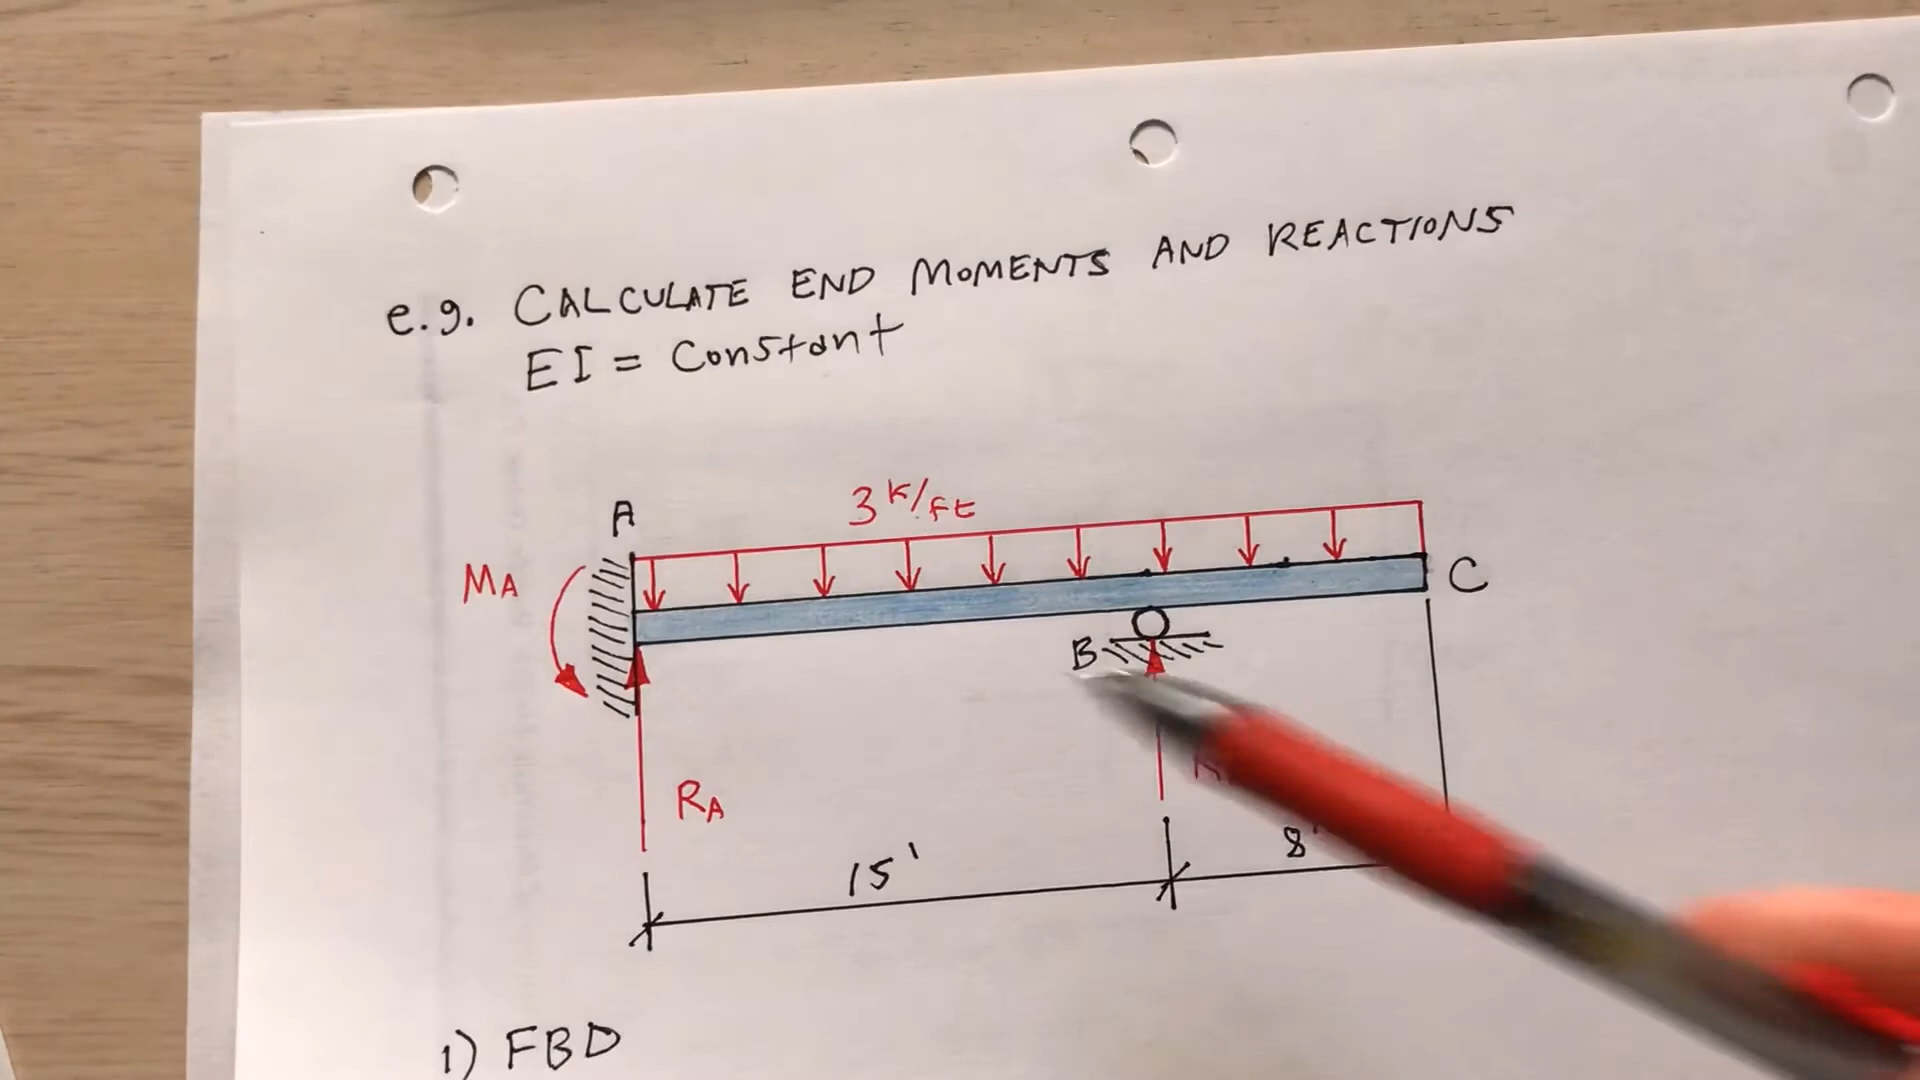 e.g. CALCULATE END MOMENTS AND REACTIONS
EI = Constant
3 K/FT
A
MA
C
B
RA
15'
8'
1) FBD